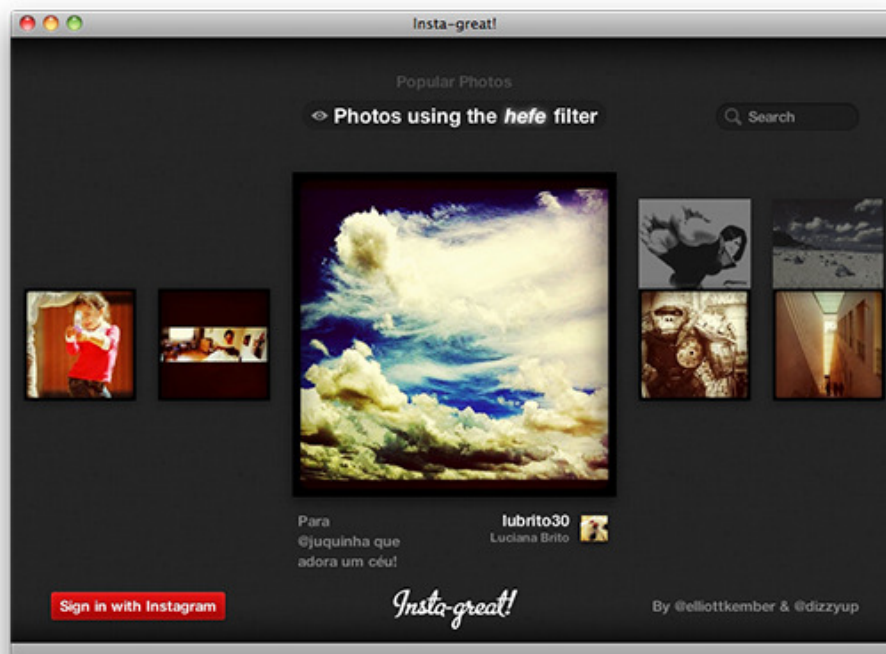 Insta-great!
Popular Photos
Photos using the hefe filter
Search
Para
@juquinha que
adora um céu!
lubrito30
Luciana Brito
Sign in with Instagram
Insta-great!
By @elliottkember & @dizzyup